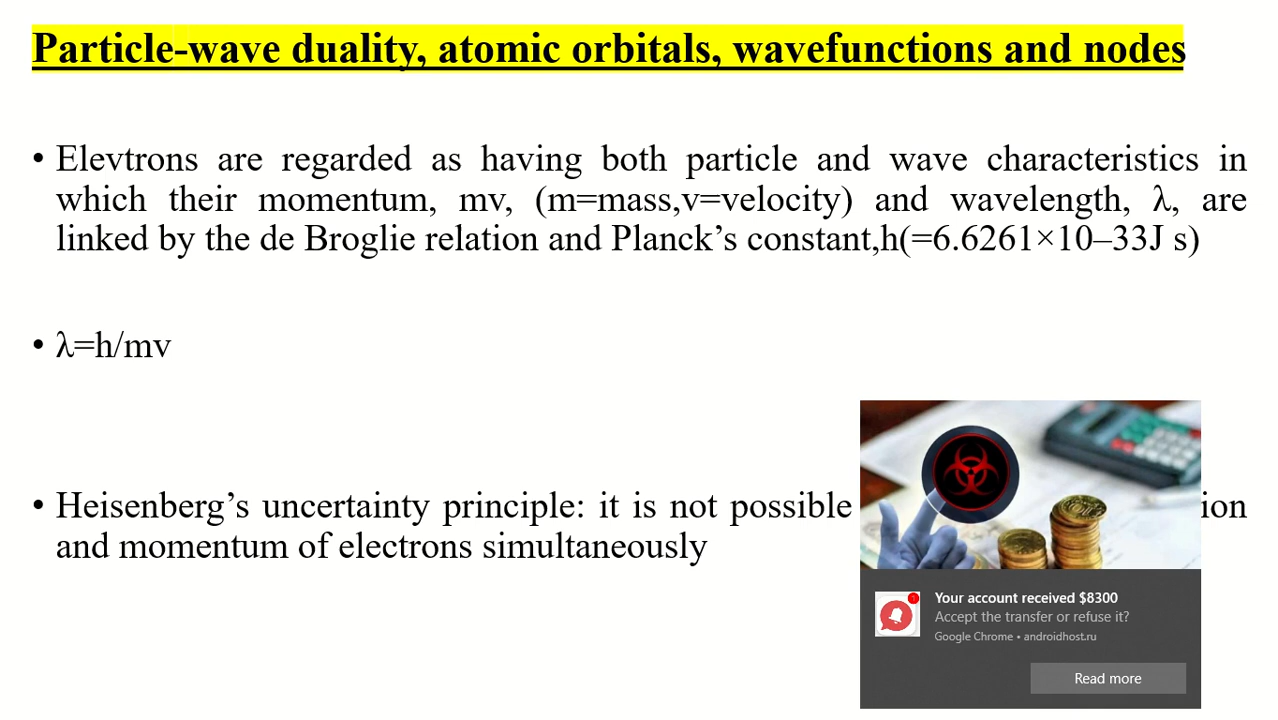 Particle-wave duality, atomic orbitals, wavefunctions and nodes
• Elevtrons are regarded as having both particle and wave characteristics in
which their momentum, mv, (m=mass,v=velocity) and wavelength, λ, are
linked by the de Broglie relation and Planck’s constant,h(=6.6261×10–33J s)
• λ=h/mv
• Heisenberg’s uncertainty principle: it is not possible ion
and momentum of electrons simultaneously
Your account received $8300
Accept the transfer or refuse it?
Google Chrome • androidhost.ru
Read more